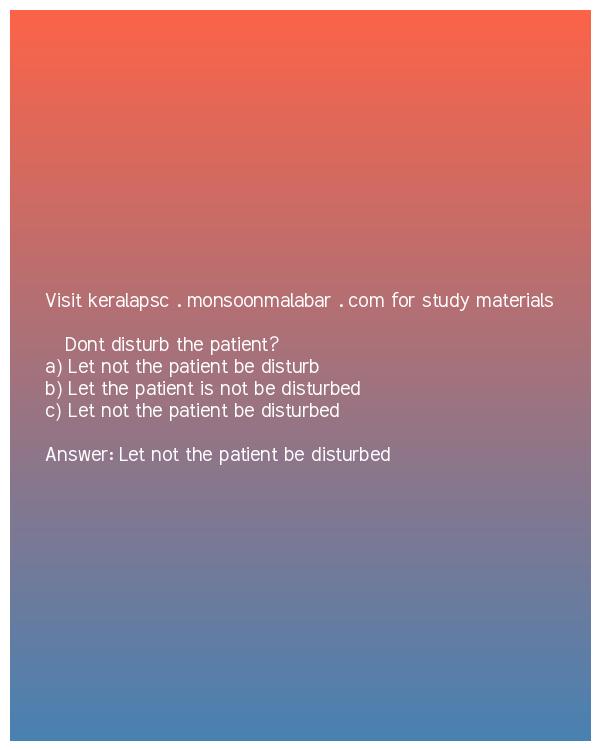 Visit keralapsc . monsoonmalabar . com for study materials
Dont disturb the patient?
a) Let not the patient be disturb
b) Let the patient is not be disturbed
c) Let not the patient be disturbed
Answer: Let not the patient be disturbed